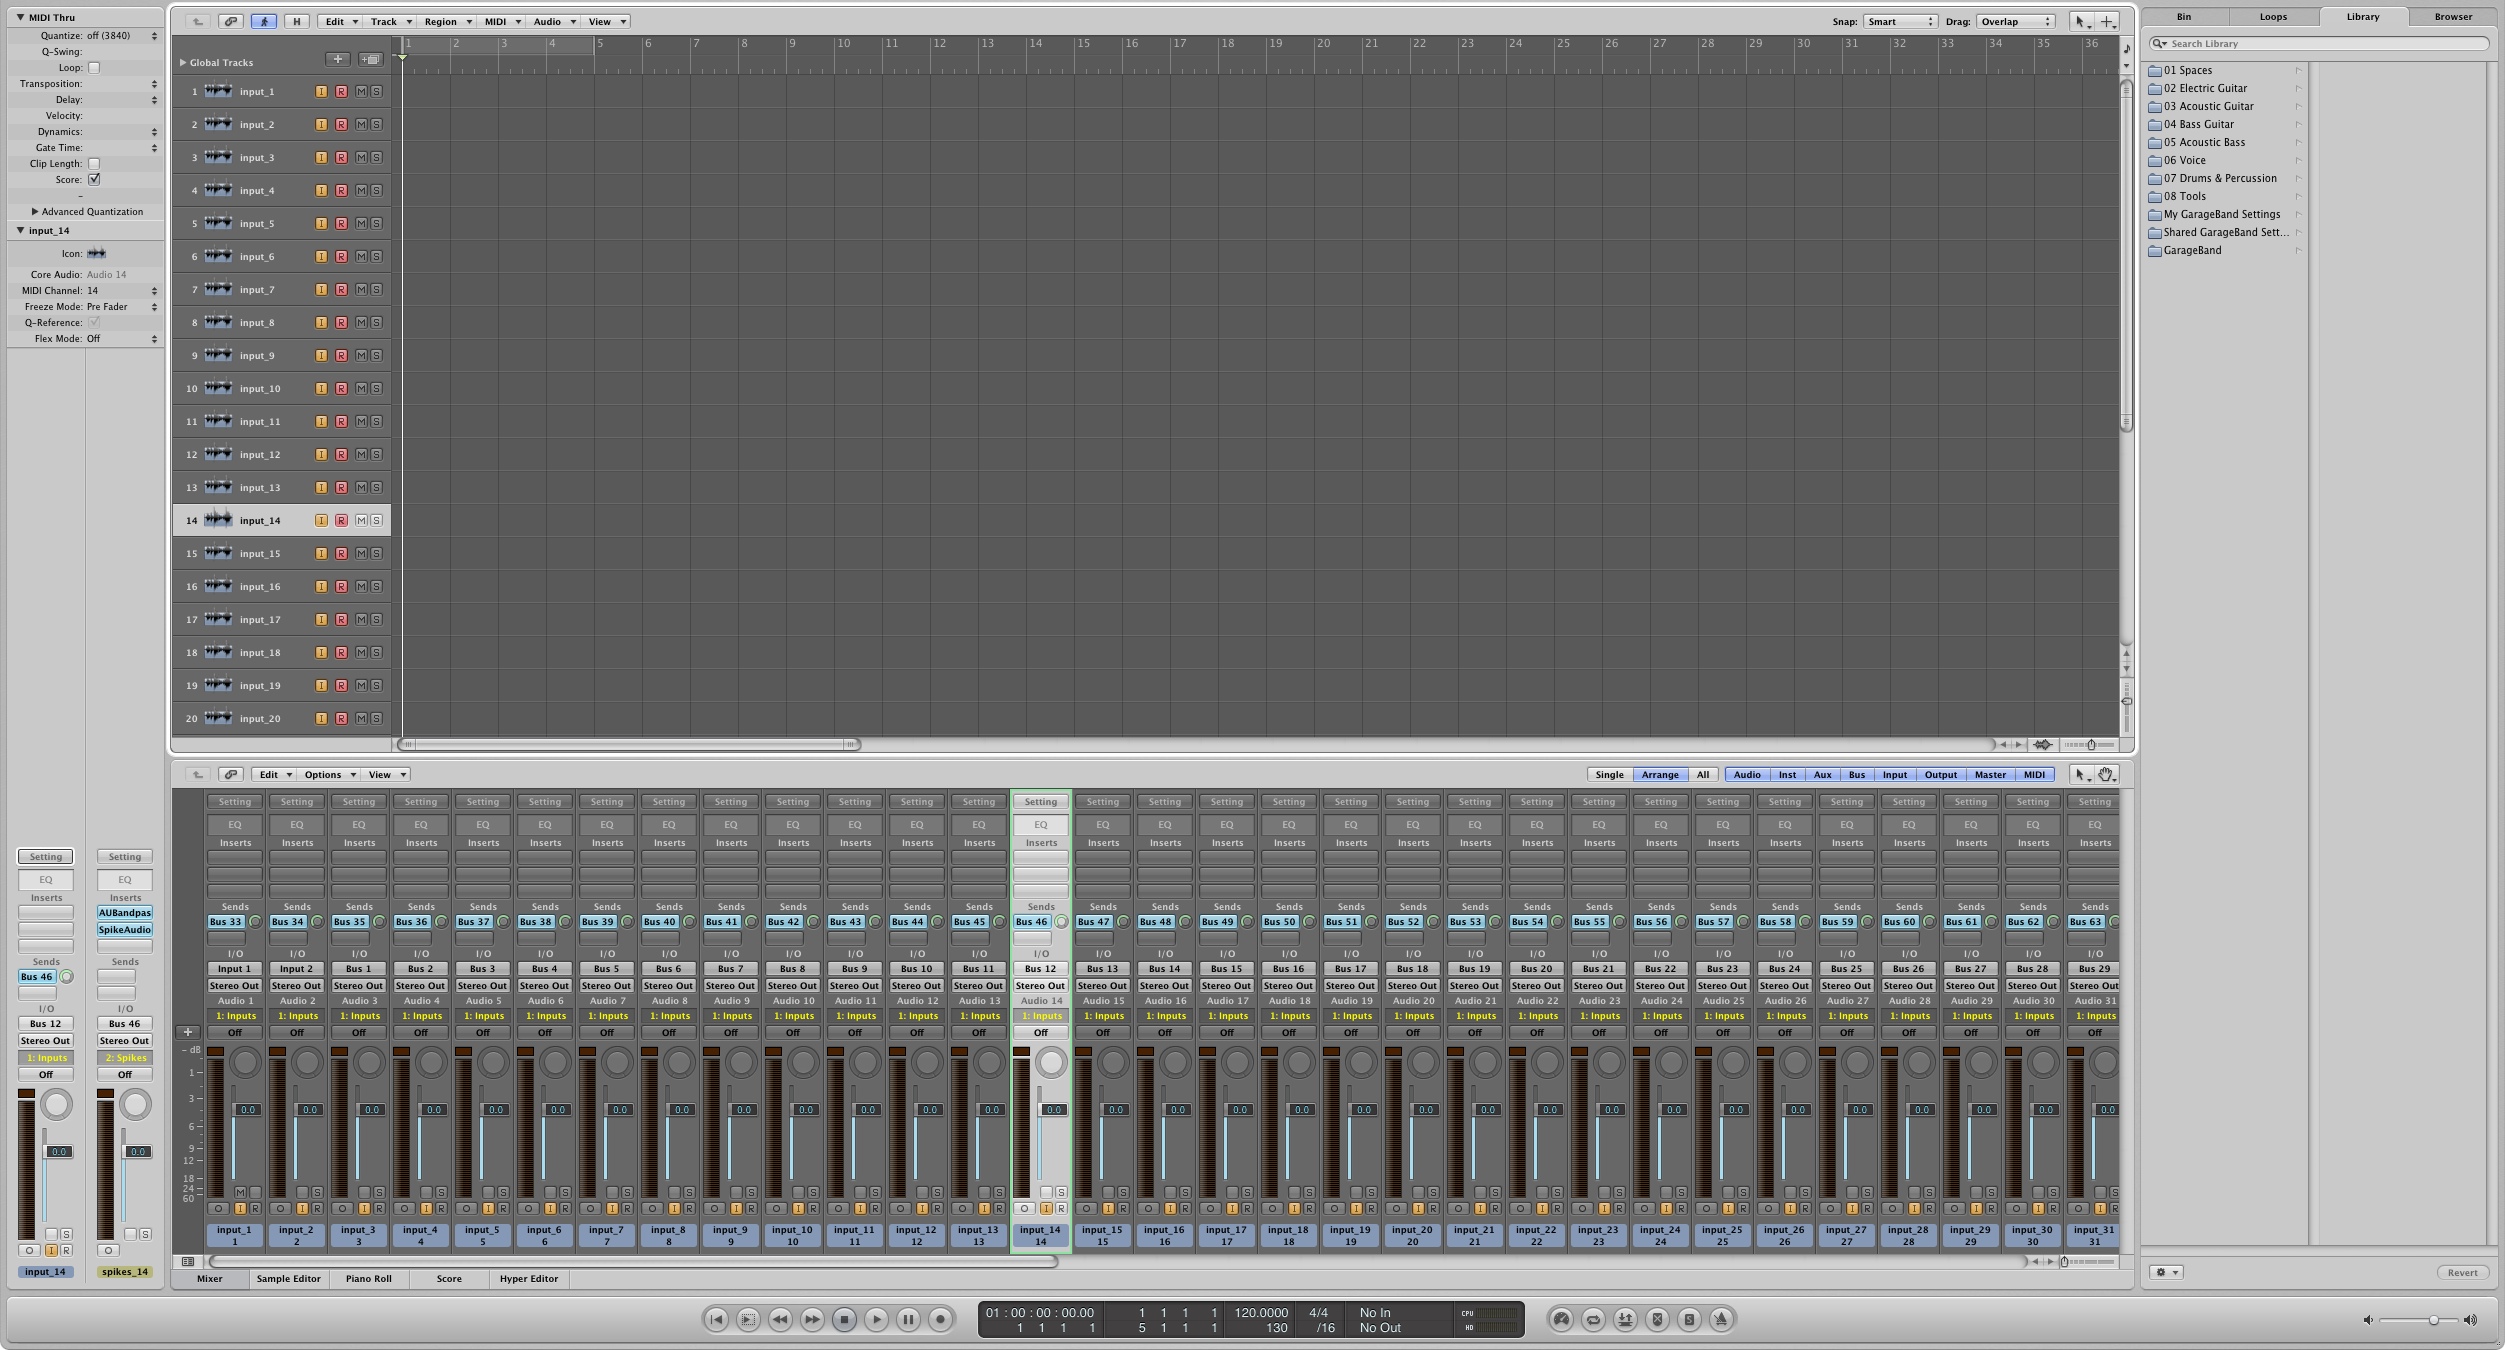 MIDI Thru
Quantize: off (3840)
Q-Swing:
Loop:
Transposition:
Delay:
Velocity:
Dynamics:
Gate Time:
Clip Length:
Score:
–
Advanced Quantization
input_14
Icon:
Core Audio: Audio 14
MIDI Channel: 14
Freeze Mode: Pre Fader
Q-Reference:
Flex Mode: Off
Setting Setting
EQ EQ
Inserts Inserts
AUBandpas
SpikeAudio
Sends Sends
Bus 46
I/O I/O
Bus 12 Bus 46
Stereo Out Stereo Out
1: Inputs 2: Spikes
Off Off
0.0 0.0
S S
I R
input_14 spikes_14
H Edit Track Region MIDI Audio View Snap: Smart Drag: Overlap
1 2 3 4 5 6 7 8 9 10 11 12 13 14 15 16 17 18 19 20 21 22 23 24 25 26 27 28 29 30 31 32 33 34 35 36
Global Tracks
1 input_1 I R M S
2 input_2 I R M S
3 input_3 I R M S
4 input_4 I R M S
5 input_5 I R M S
6 input_6 I R M S
7 input_7 I R M S
8 input_8 I R M S
9 input_9 I R M S
10 input_10 I R M S
11 input_11 I R M S
12 input_12 I R M S
13 input_13 I R M S
14 input_14 I R M S
15 input_15 I R M S
16 input_16 I R M S
17 input_17 I R M S
18 input_18 I R M S
19 input_19 I R M S
20 input_20 I R M S
Edit Options View Single Arrange All Audio Inst Aux Bus Input Output Master MIDI
Setting Setting Setting Setting Setting Setting Setting Setting Setting Setting Setting Setting Setting Setting Setting Setting Setting Setting Setting Setting Setting Setting Setting Setting Setting Setting Setting Setting Setting Setting Setting
EQ EQ EQ EQ EQ EQ EQ EQ EQ EQ EQ EQ EQ EQ EQ EQ EQ EQ EQ EQ EQ EQ EQ EQ EQ EQ EQ EQ EQ EQ EQ
Inserts Inserts Inserts Inserts Inserts Inserts Inserts Inserts Inserts Inserts Inserts Inserts Inserts Inserts Inserts Inserts Inserts Inserts Inserts Inserts Inserts Inserts Inserts Inserts Inserts Inserts Inserts Inserts Inserts Inserts Inserts
Sends Sends Sends Sends Sends Sends Sends Sends Sends Sends Sends Sends Sends Sends Sends Sends Sends Sends Sends Sends Sends Sends Sends Sends Sends Sends Sends Sends Sends Sends Sends
Bus 33 Bus 34 Bus 35 Bus 36 Bus 37 Bus 38 Bus 39 Bus 40 Bus 41 Bus 42 Bus 43 Bus 44 Bus 45 Bus 46 Bus 47 Bus 48 Bus 49 Bus 50 Bus 51 Bus 52 Bus 53 Bus 54 Bus 55 Bus 56 Bus 57 Bus 58 Bus 59 Bus 60 Bus 61 Bus 62 Bus 63
I/O I/O I/O I/O I/O I/O I/O I/O I/O I/O I/O I/O I/O I/O I/O I/O I/O I/O I/O I/O I/O I/O I/O I/O I/O I/O I/O I/O I/O I/O I/O
Input 1 Input 2 Bus 1 Bus 2 Bus 3 Bus 4 Bus 5 Bus 6 Bus 7 Bus 8 Bus 9 Bus 10 Bus 11 Bus 12 Bus 13 Bus 14 Bus 15 Bus 16 Bus 17 Bus 18 Bus 19 Bus 20 Bus 21 Bus 22 Bus 23 Bus 24 Bus 25 Bus 26 Bus 27 Bus 28 Bus 29
Stereo Out Stereo Out Stereo Out Stereo Out Stereo Out Stereo Out Stereo Out Stereo Out Stereo Out Stereo Out Stereo Out Stereo Out Stereo Out Stereo Out Stereo Out Stereo Out Stereo Out Stereo Out Stereo Out Stereo Out Stereo Out Stereo Out Stereo Out Stereo Out Stereo Out Stereo Out Stereo Out Stereo Out Stereo Out Stereo Out Stereo Out
Audio 1 Audio 2 Audio 3 Audio 4 Audio 5 Audio 6 Audio 7 Audio 8 Audio 9 Audio 10 Audio 11 Audio 12 Audio 13 Audio 14 Audio 15 Audio 16 Audio 17 Audio 18 Audio 19 Audio 20 Audio 21 Audio 22 Audio 23 Audio 24 Audio 25 Audio 26 Audio 27 Audio 28 Audio 29 Audio 30 Audio 31
1: Inputs 1: Inputs 1: Inputs 1: Inputs 1: Inputs 1: Inputs 1: Inputs 1: Inputs 1: Inputs 1: Inputs 1: Inputs 1: Inputs 1: Inputs 1: Inputs 1: Inputs 1: Inputs 1: Inputs 1: Inputs 1: Inputs 1: Inputs 1: Inputs 1: Inputs 1: Inputs 1: Inputs 1: Inputs 1: Inputs 1: Inputs 1: Inputs 1: Inputs 1: Inputs 1: Inputs
Off Off Off Off Off Off Off Off Off Off Off Off Off Off Off Off Off Off Off Off Off Off Off Off Off Off Off Off Off Off Off
dB
1
3
0.0 0.0 0.0 0.0 0.0 0.0 0.0 0.0 0.0 0.0 0.0 0.0 0.0 0.0 0.0 0.0 0.0 0.0 0.0 0.0 0.0 0.0 0.0 0.0 0.0 0.0 0.0 0.0 0.0 0.0 0.0
6
9
12
18
24
60
M S S S S S S S S S S S S S S S S S S S S S S S S S S S S S S
I R I R I R I R I R I R I R I R I R I R I R I R I R I R I R I R I R I R I R I R I R I R I R I R I R I R I R I R I R I R I R
input_1 input_2 input_3 input_4 input_5 input_6 input_7 input_8 input_9 input_10 input_11 input_12 input_13 input_14 input_15 input_16 input_17 input_18 input_19 input_20 input_21 input_22 input_23 input_24 input_25 input_26 input_27 input_28 input_29 input_30 input_31
1 2 3 4 5 6 7 8 9 10 11 12 13 14 15 16 17 18 19 20 21 22 23 24 25 26 27 28 29 30 31
Mixer Sample Editor Piano Roll Score Hyper Editor
01 : 00 : 00 : 00.00 1 1 1 1 120.0000 4/4 No In CPU
1 1 1 1 5 1 1 1 130 /16 No Out HD
Bin Loops Library Browser
Search Library
01 Spaces
02 Electric Guitar
03 Acoustic Guitar
04 Bass Guitar
05 Acoustic Bass
06 Voice
07 Drums & Percussion
08 Tools
My GarageBand Settings
Shared GarageBand Sett...
GarageBand
Revert